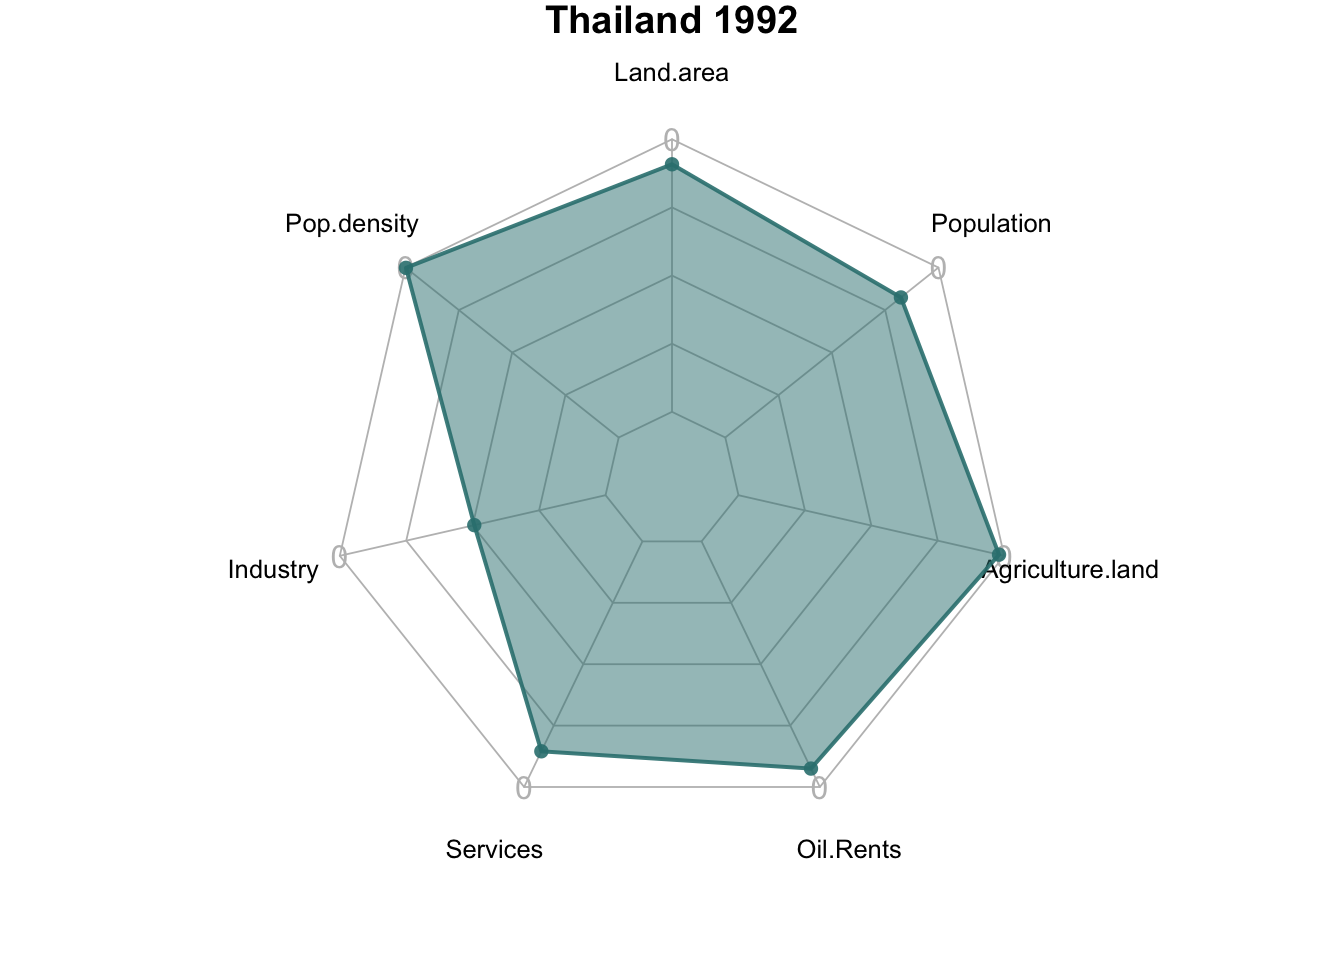 Thailand 1992
Land.area
0
Pop.density
Population
0
0
Industry
0
0
Agriculture.land
0
0
Services
Oil.Rents